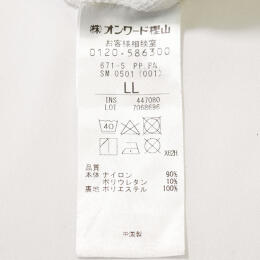 ㈱オンワード樫山
お客様相談室
0120-586300
671-S PP.PA
SM 0501 (001)
LL
INS 447080
LOT 7068696
40
XI62H
品質
本体 ナイロン 90%
ポリウレタン 10%
裏地 ポリエステル 100%
中国製